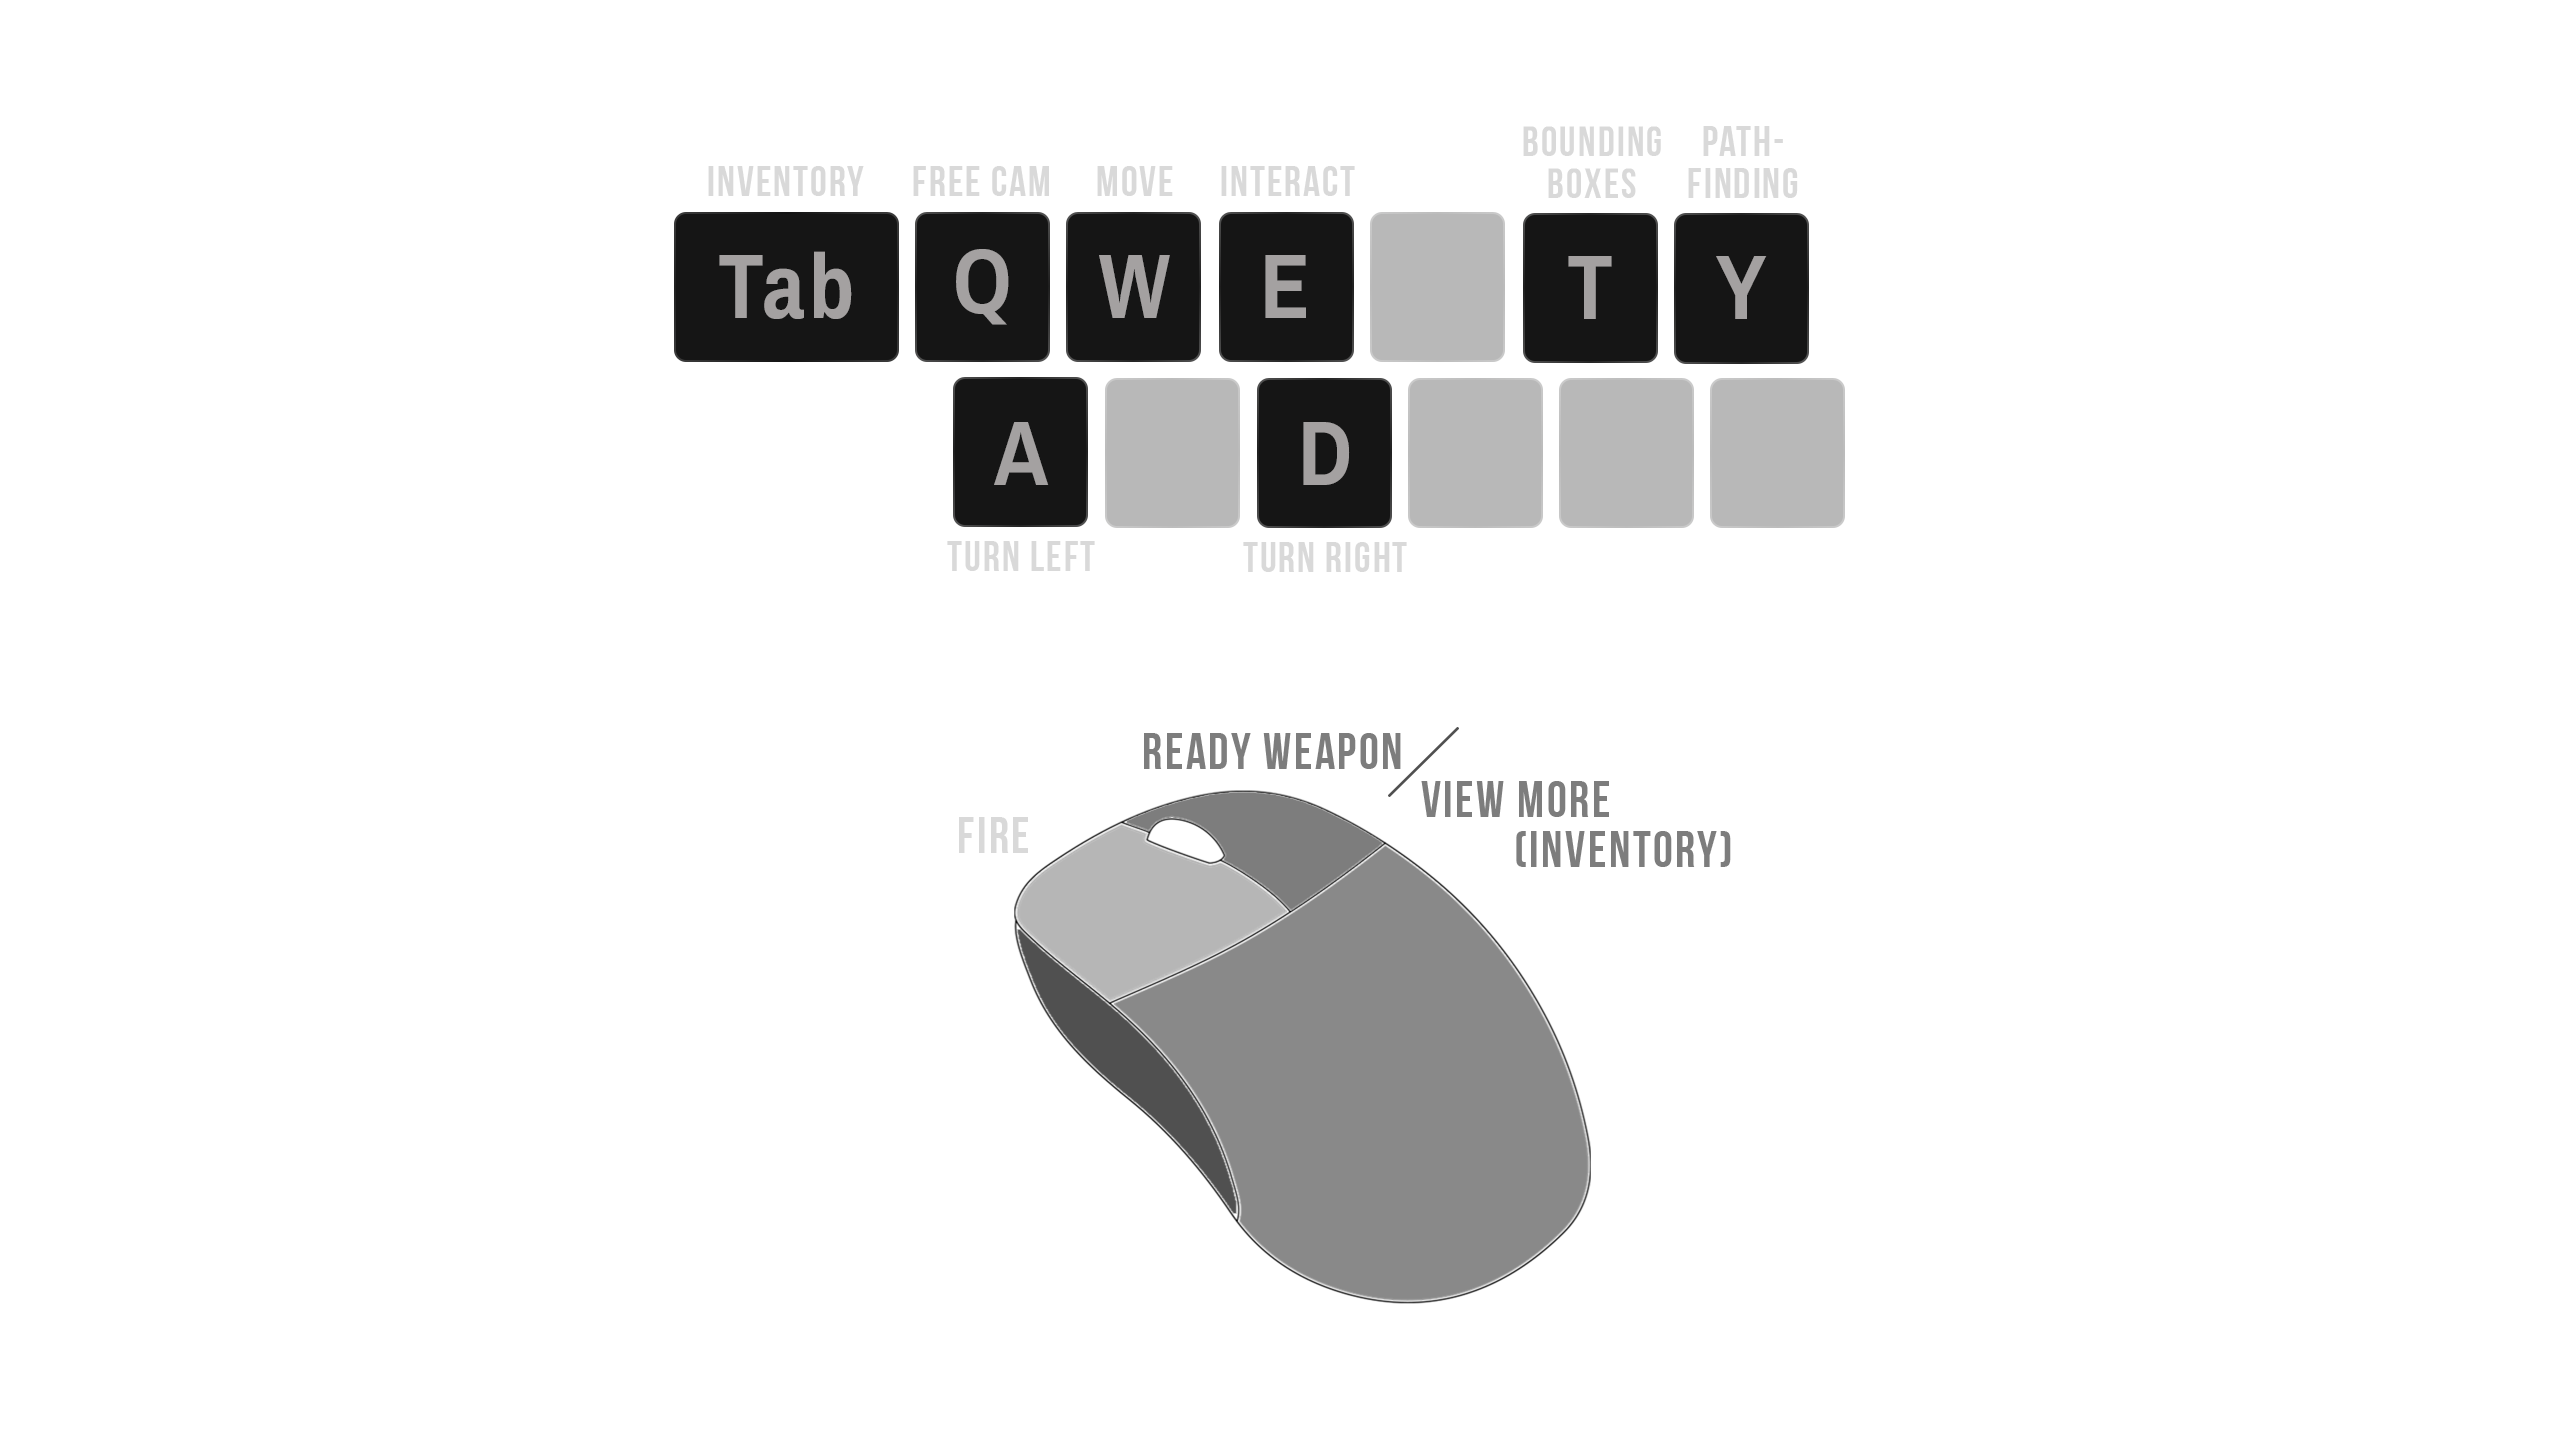 BOUNDING PATH-
INVENTORY FREE CAM MOVE INTERACT BOXES FINDING
Tab Q W E T Y
A D
TURN LEFT TURN RIGHT
READY WEAPON
VIEW MORE
FIRE
(INVENTORY)